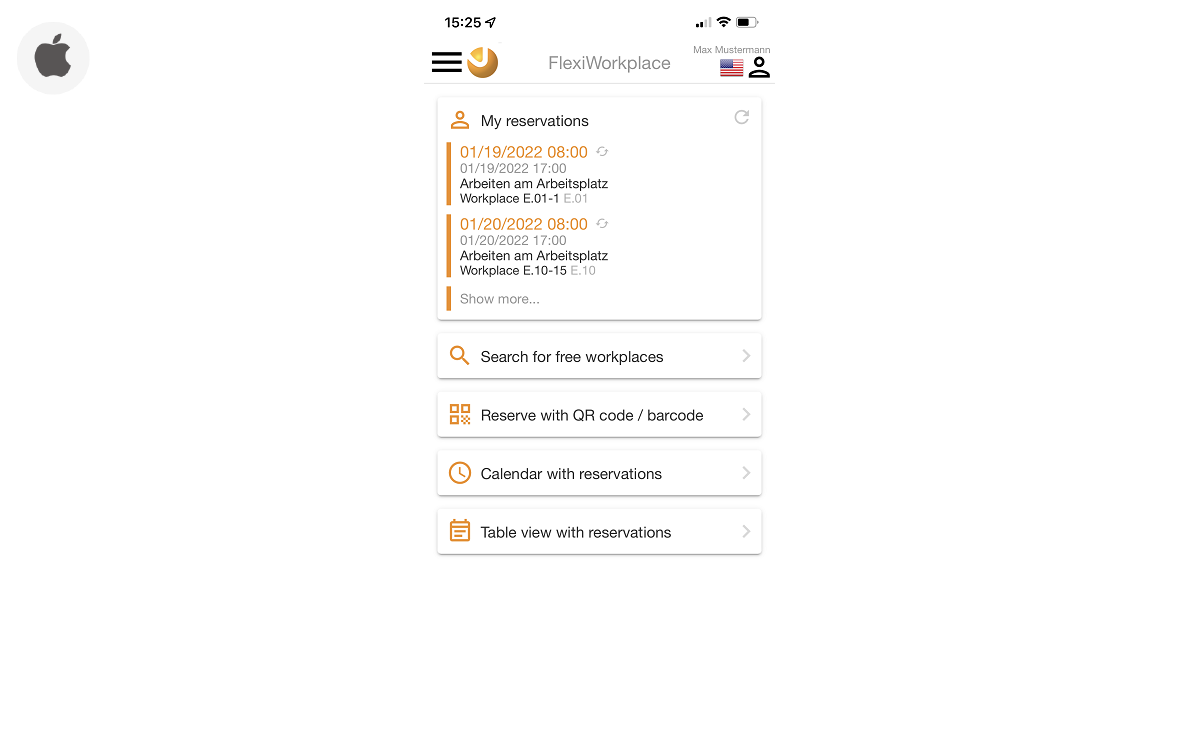 15:25
Max Mustermann
FlexiWorkplace
My reservations
01/19/2022 08:00
01/19/2022 17:00
Arbeiten am Arbeitsplatz
Workplace E.01-1 E.01
01/20/2022 08:00
01/20/2022 17:00
Arbeiten am Arbeitsplatz
Workplace E.10-15 E.10
Show more...
Search for free workplaces
Reserve with QR code / barcode
Calendar with reservations
Table view with reservations